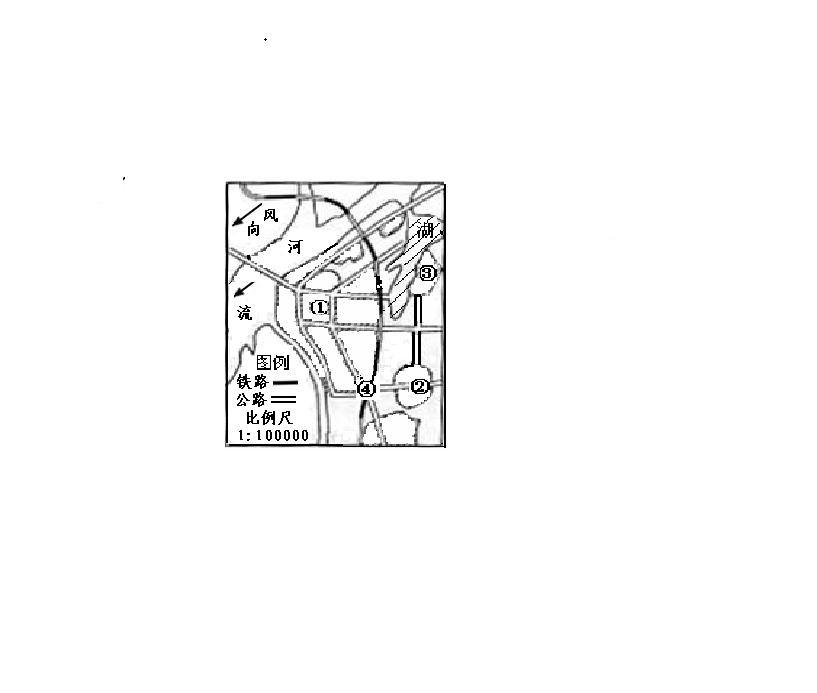 风
向
湖
河
③
①
流
图例
铁路
④
②
公路
比例尺
1:100000